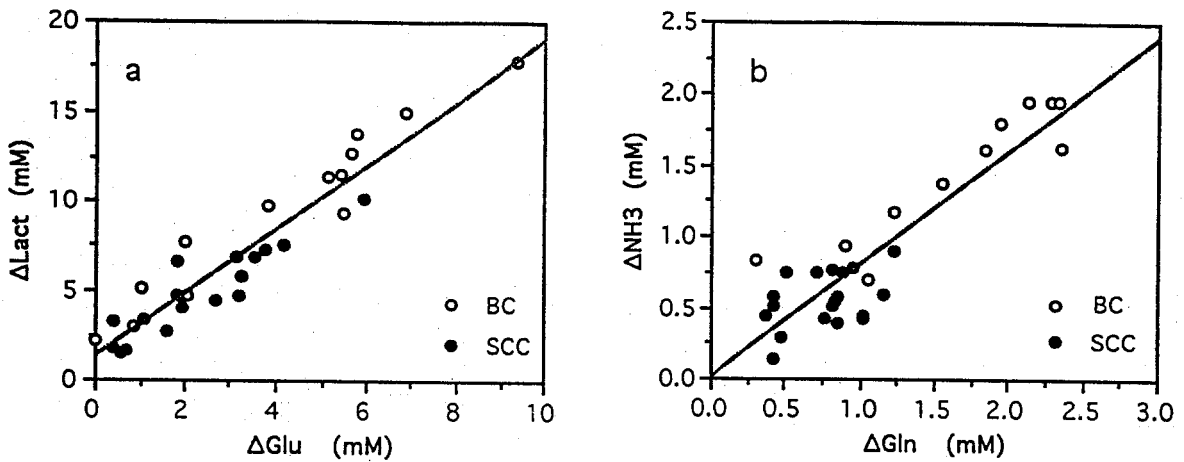 a
20
15
10
5
0
ΔLact (mM)
0 2 4 6 8 10
ΔGlu (mM)
BC
SCC
b
2.5
2.0
1.5
1.0
0.5
0.0
ΔNH3 (mM)
0.0 0.5 1.0 1.5 2.0 2.5 3.0
ΔGln (mM)
BC
SCC